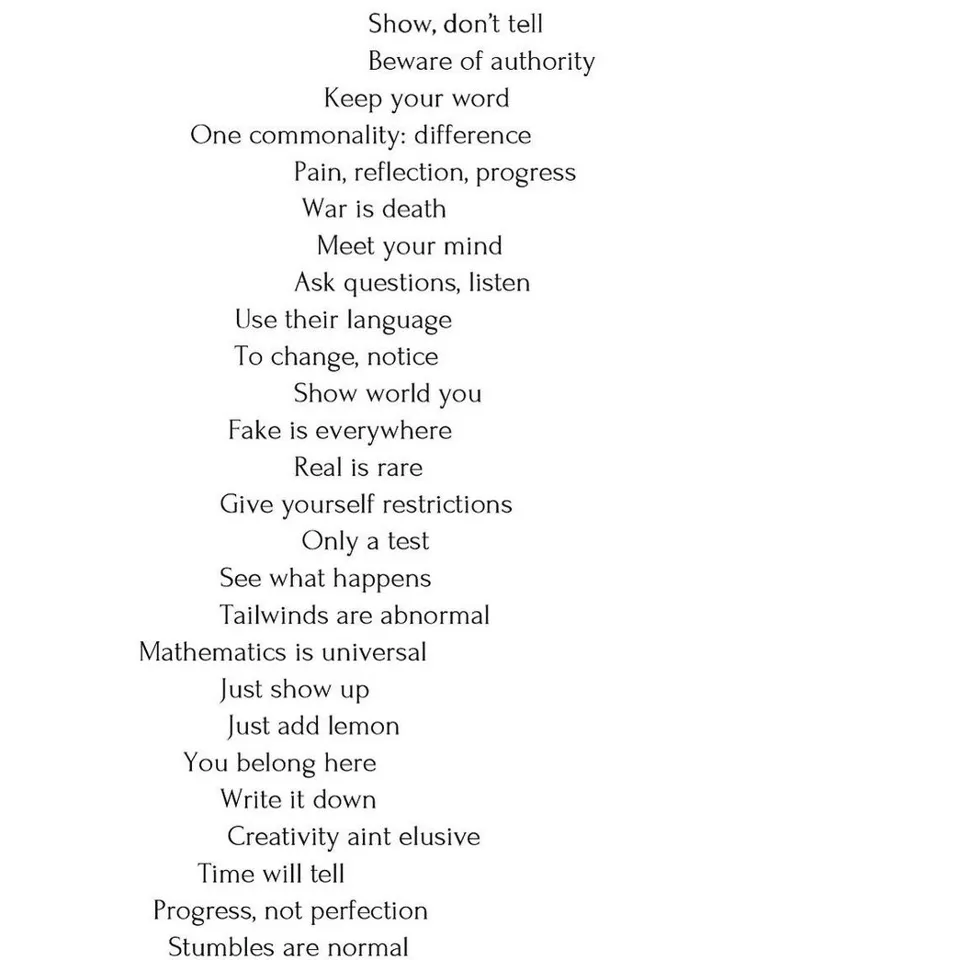 Show, don’t tell
Beware of authority
Keep your word
One commonality: difference
Pain, reflection, progress
War is death
Meet your mind
Ask questions, listen
Use their language
To change, notice
Show world you
Fake is everywhere
Real is rare
Give yourself restrictions
Only a test
See what happens
Tailwinds are abnormal
Mathematics is universal
Just show up
Just add lemon
You belong here
Write it down
Creativity aint elusive
Time will tell
Progress, not perfection
Stumbles are normal